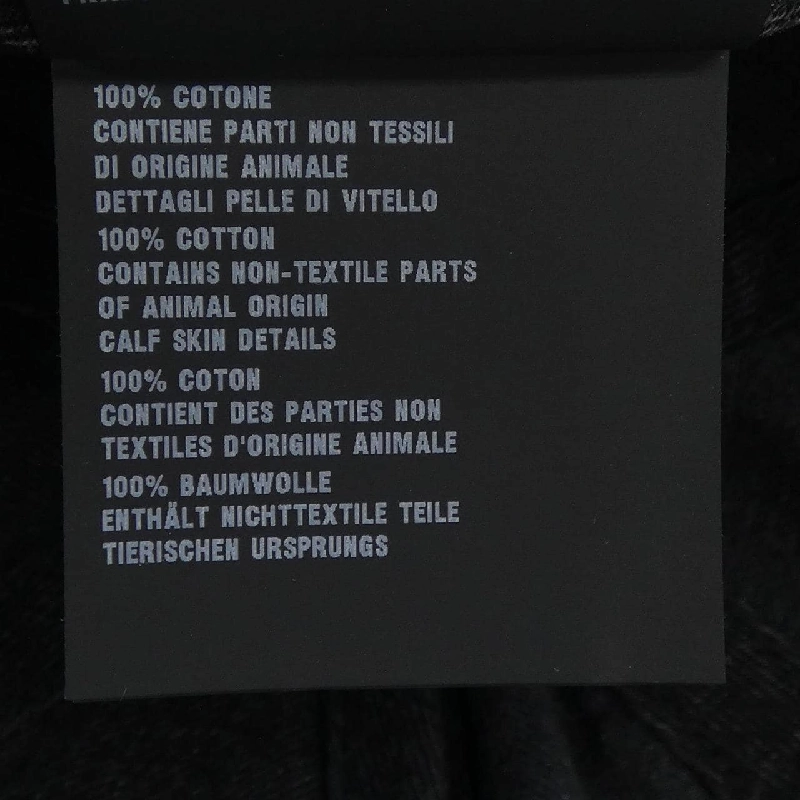 100% COTONE
CONTIENE PARTI NON TESSILI
DI ORIGINE ANIMALE
DETTAGLI PELLE DI VITELLO
100% COTTON
CONTAINS NON-TEXTILE PARTS
OF ANIMAL ORIGIN
CALF SKIN DETAILS
100% COTON
CONTIENT DES PARTIES NON
TEXTILES D'ORIGINE ANIMALE
100% BAUMWOLLE
ENTHÄLT NICHTTEXTILE TEILE
TIERISCHEN URSPRUNGS